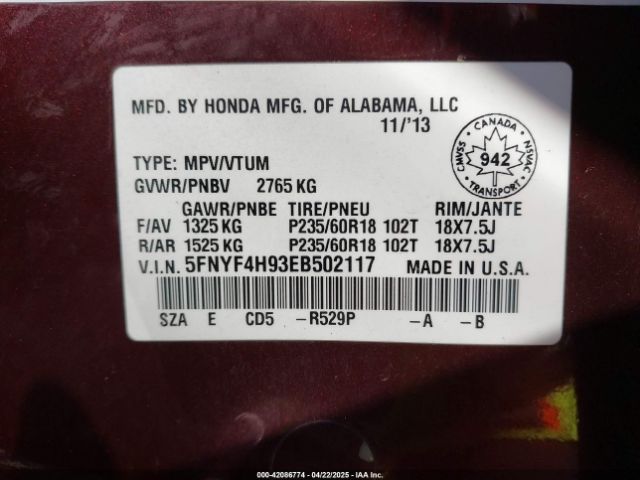 MFD. BY HONDA MFG. OF ALABAMA, LLC
11/'13
CANADA
CMVSS 942 NSVAC
TRANSPORT
TYPE: MPV/VTUM
GVWR/PNBV 2765 KG
GAWR/PNBE TIRE/PNEU RIM/JANTE
F/AV 1325 KG P235/60R18 102T 18X7.5J
R/AR 1525 KG P235/60R18 102T 18X7.5J
V.I.N. 5FNYF4H93EB502117 MADE IN U.S.A.
SZA E CD5 –R529P –A –B
000-42086774 - 04/22/2025 - IAA Inc.